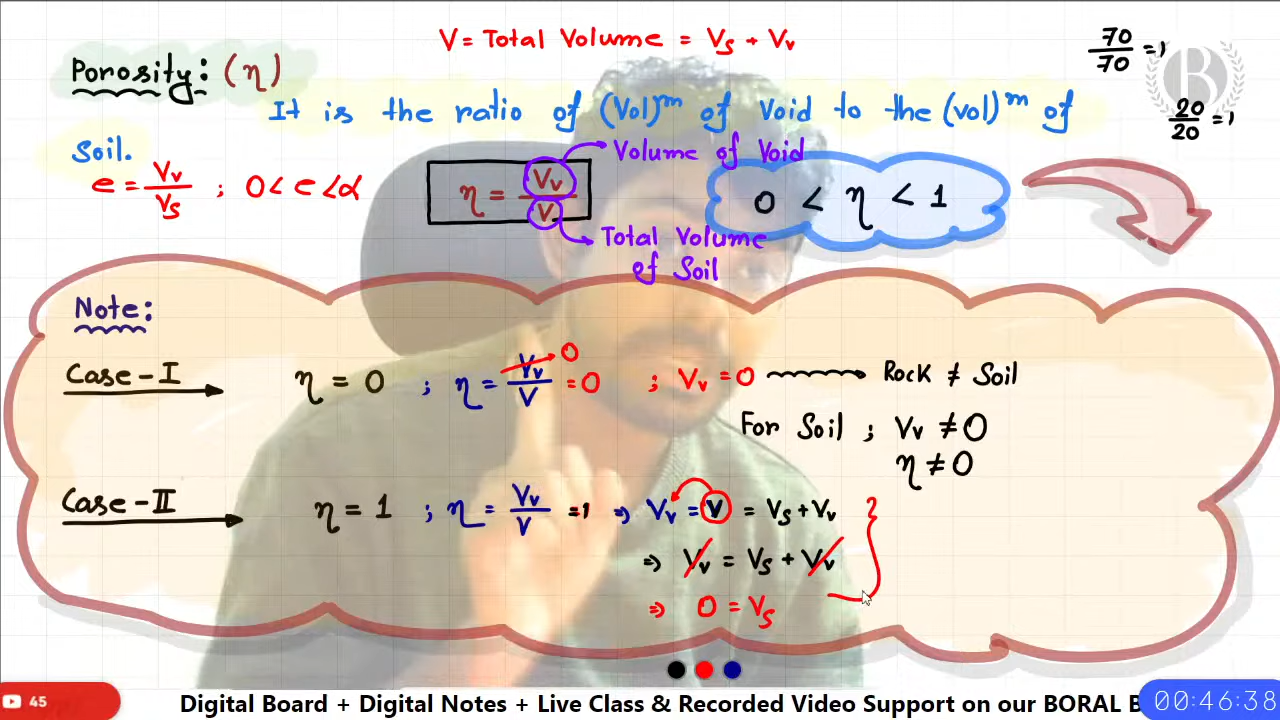 V = Total Volume = Vs + Vv
70/70 = 1
Porosity: (η)
B
It is the ratio of (Vol)ᵐ of Void to the (vol)ᵐ of
20/20 = 1
Soil.
Volume of Void
e = Vv/Vs ; 0 < e < α
η = Vv/V
0 < η < 1
Total Volume
of Soil
Note:
Case-I
η = 0 ; η = Vv/V = 0 ; Vv = 0
0
Rock ≠ Soil
For Soil ; Vv ≠ 0
η ≠ 0
Case-II
η = 1 ; η = Vv/V = 1 ⇒ Vv = V = Vs + Vv
⇒ Vv = Vs + Vv
⇒ 0 = Vs
45
Digital Board + Digital Notes + Live Class & Recorded Video Support on our BORAL B
00:46:38